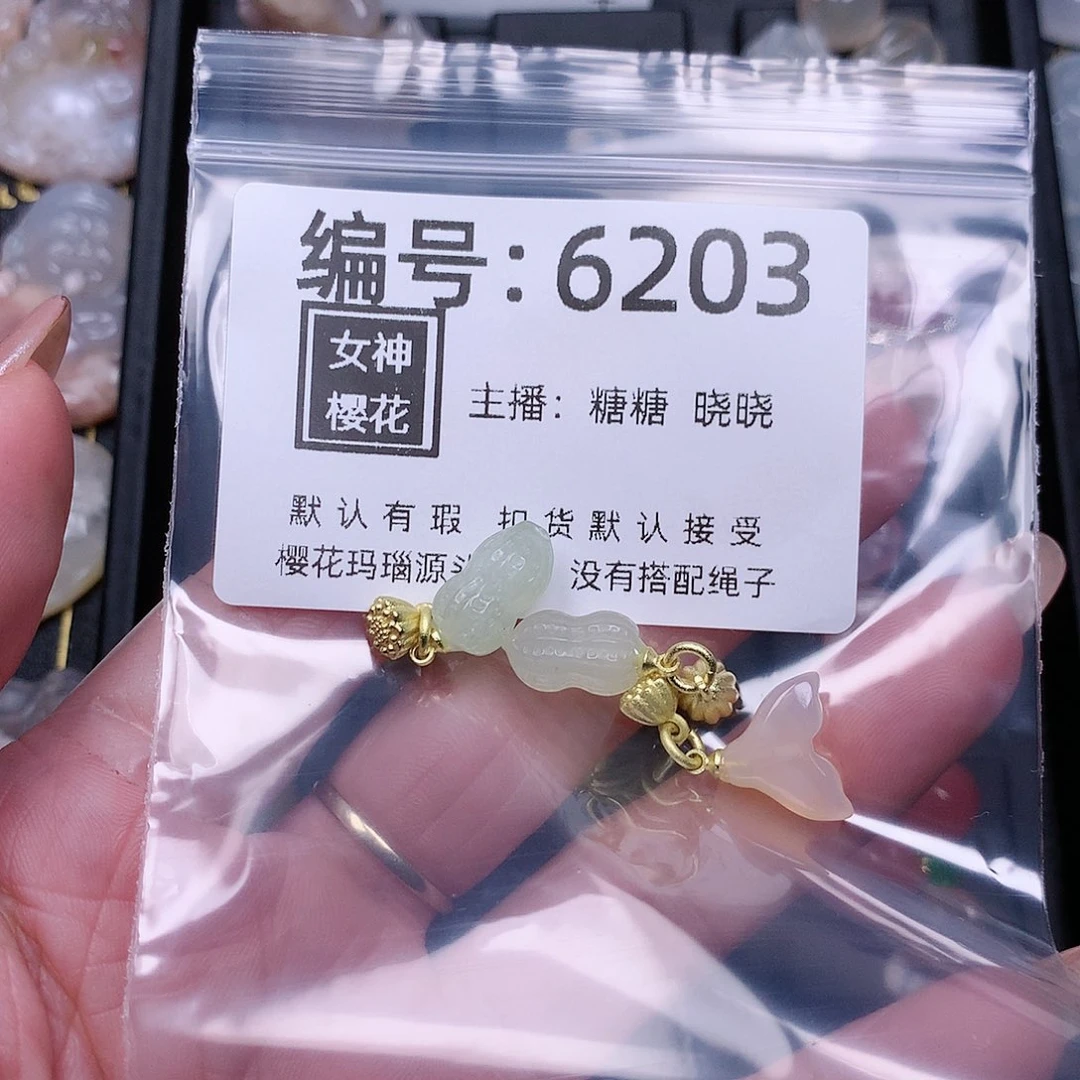 编号：6203
女神
樱花
主播：糖糖 晓晓
默认有瑕 拍货默认接受
樱花玛瑙源 没有搭配绳子